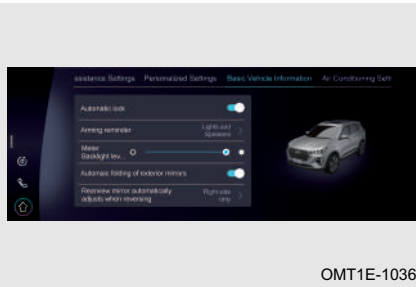 ssistance Settings Personalized Settings Basic Vehicle Information Air Conditioning Sett
Automatic lock
Arming reminder Lights and
Speakers
Meter
Backlight lev...
Automaic folding of exterior mirrors
Rearview mirror automatically
adjusts when reversing Right side
only
OMT1E-1036